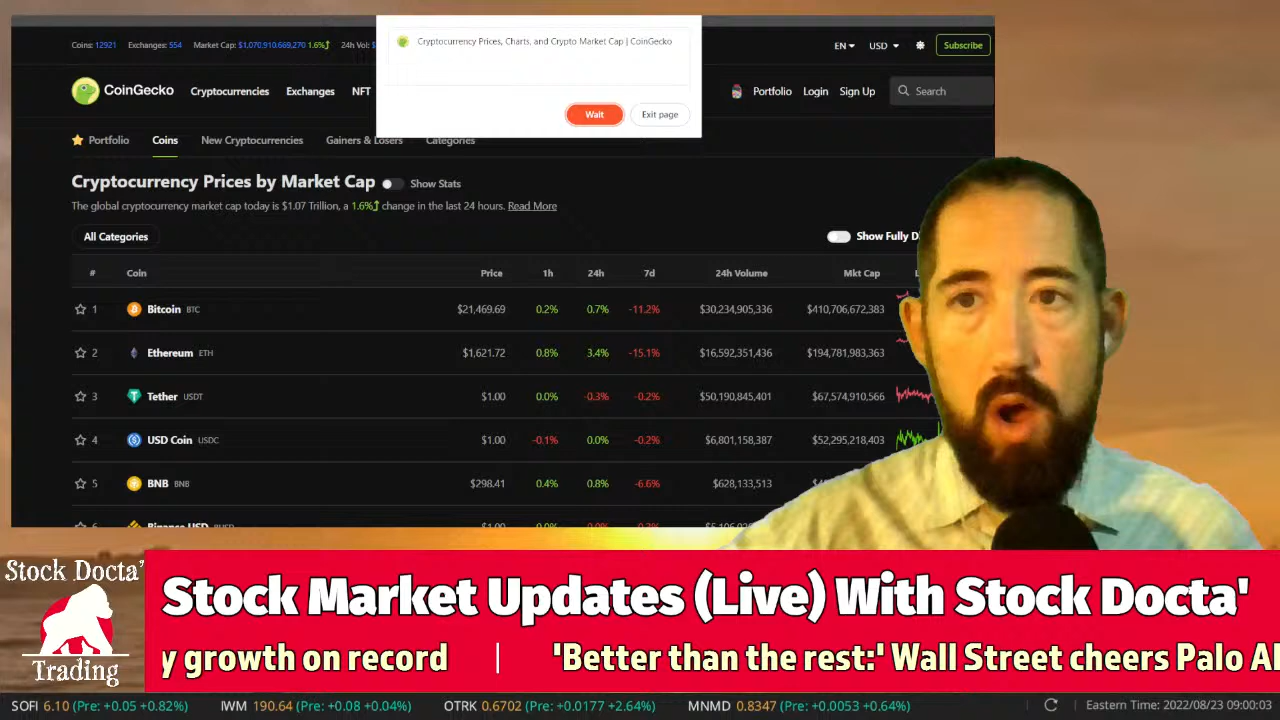 Coins: 12921 Exchanges: 554 Market Cap: $1,070,910,669,270 1.6% 24h Vol:
Cryptocurrency Prices, Charts, and Crypto Market Cap | CoinGecko
EN USD Subscribe
CoinGecko Cryptocurrencies Exchanges NFT
Wait Exit page
Portfolio Login Sign Up Search
Portfolio Coins New Cryptocurrencies Gainers & Losers Categories
Cryptocurrency Prices by Market Cap Show Stats
The global cryptocurrency market cap today is $1.07 Trillion, a 1.6% change in the last 24 hours. Read More
All Categories Show Fully
# Coin Price 1h 24h 7d 24h Volume Mkt Cap
1 Bitcoin BTC $21,469.69 0.2% 0.7% -11.2% $30,234,905,336 $410,706,672,383
2 Ethereum ETH $1,621.72 0.8% 3.4% -15.1% $16,592,351,436 $194,781,983,363
3 Tether USDT $1.00 0.0% -0.3% -0.2% $50,190,845,401 $67,574,910,566
4 USD Coin USDC $1.00 -0.1% 0.0% -0.2% $6,801,158,387 $52,295,218,403
5 BNB BNB $298.41 0.4% 0.8% -6.6% $628,133,513
Binance USD
Stock Docta'
Trading
Stock Market Updates (Live) With Stock Docta'
y growth on record | 'Better than the rest:' Wall Street cheers Palo Al
SOFI 6.10 (Pre: +0.05 +0.82%) IWM 190.64 (Pre: +0.08 +0.04%) OTRK 0.6702 (Pre: +0.0177 +2.64%) MNMD 0.8347 (Pre: +0.0053 +0.64%) Eastern Time: 2022/08/23 09:00:03